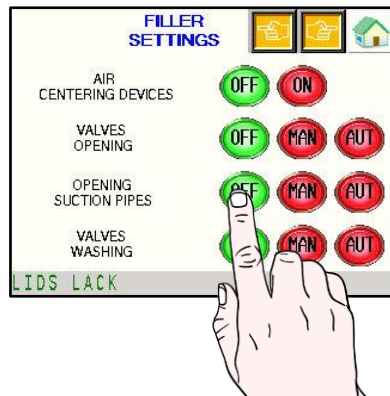 FILLER
SETTINGS
AIR
CENTERING DEVICES
OFF ON
VALVES
OPENING
OFF MAN AUT
OPENING
SUCTION PIPES
OFF MAN AUT
VALVES
WASHING
MAN AUT
LIDS LACK